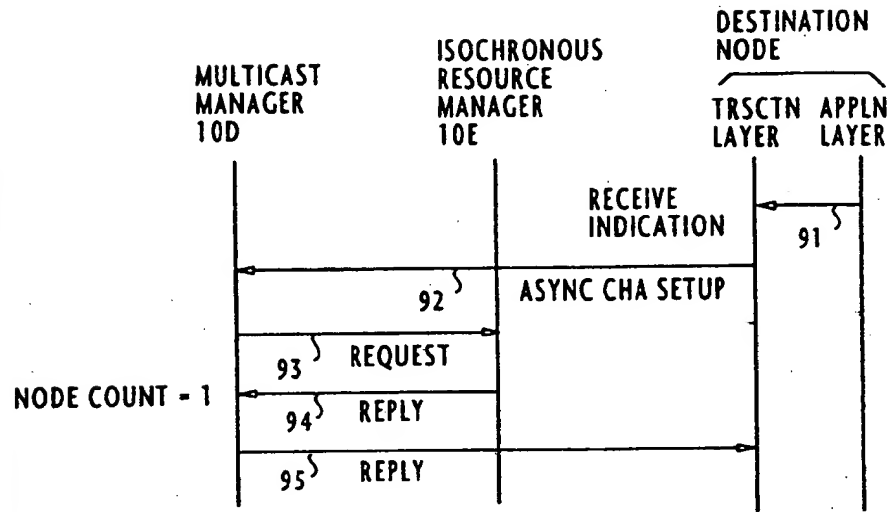 DESTINATION
NODE
ISOCHRONOUS
RESOURCE
MANAGER
10E
MULTICAST
MANAGER
10D
TRSCTN
LAYER
APPLN
LAYER
RECEIVE
INDICATION
91
92
ASYNC CHA SETUP
93
REQUEST
NODE COUNT = 1
94
REPLY
95
REPLY